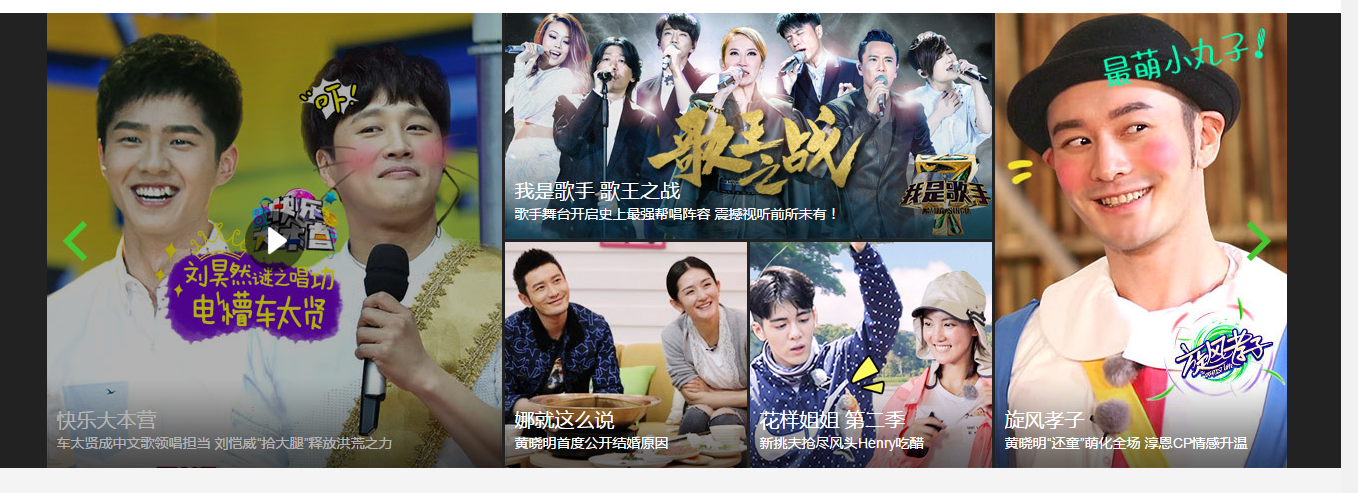 吓!
快乐
大本营
刘昊然谜之唱功
电懵车太贤
快乐大本营
车太贤成中文歌领唱担当 刘恺威“拾大腿”释放洪荒之力
歌王之战
我是歌手
我是歌手 歌王之战
歌手舞台开启史上最强帮唱阵容 震撼视听前所未有！
娜就这么说
黄晓明首度公开结婚原因
花样姐姐 第二季
新挑夫抢尽风头Henry吃醋
最萌小丸子!
旋风孝子
旋风孝子
黄晓明“还童”萌化全场 淳恩CP情感升温